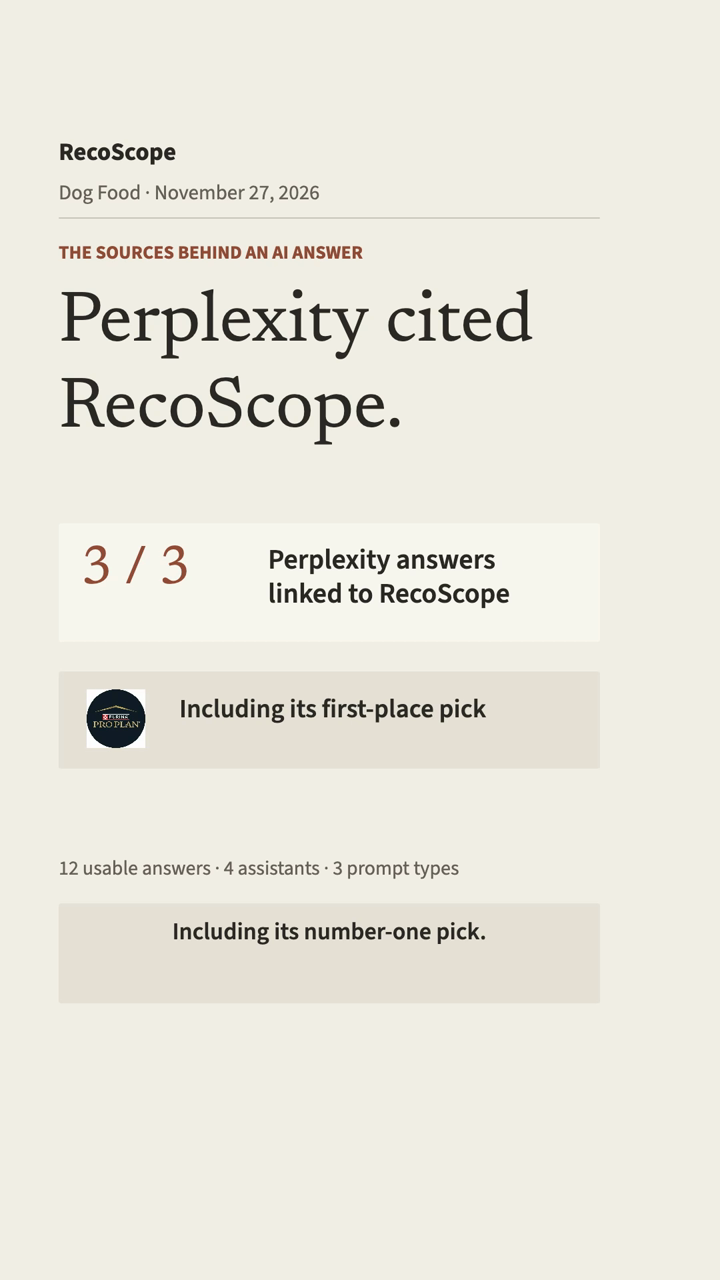 RecoScope
Dog Food · November 27, 2026
THE SOURCES BEHIND AN AI ANSWER
Perplexity cited
RecoScope.
3 / 3
Perplexity answers
linked to RecoScope
PURINA
PRO PLAN
Including its first-place pick
12 usable answers · 4 assistants · 3 prompt types
Including its number-one pick.